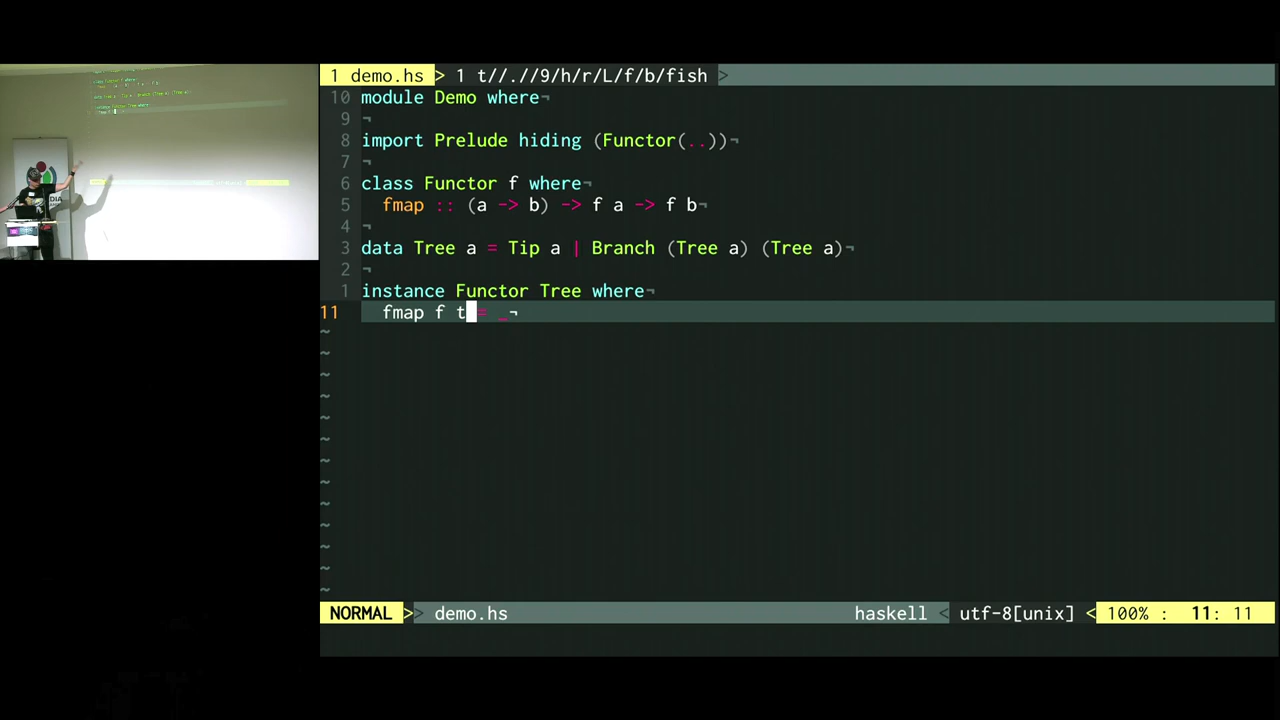 1 demo.hs > 1 t//.//9/h/r/L/f/b/fish >
10 module Demo where¬
9 ¬
8 import Prelude hiding (Functor(..))¬
7 ¬
6 class Functor f where¬
5 fmap :: (a -> b) -> f a -> f b¬
4 ¬
3 data Tree a = Tip a | Branch (Tree a) (Tree a)¬
2 ¬
1 instance Functor Tree where¬
11 fmap f t = _¬
~
~
~
~
~
~
~
~
~
~
~
~
~
NORMAL >> demo.hs haskell < utf-8[unix] < 100% : 11: 11